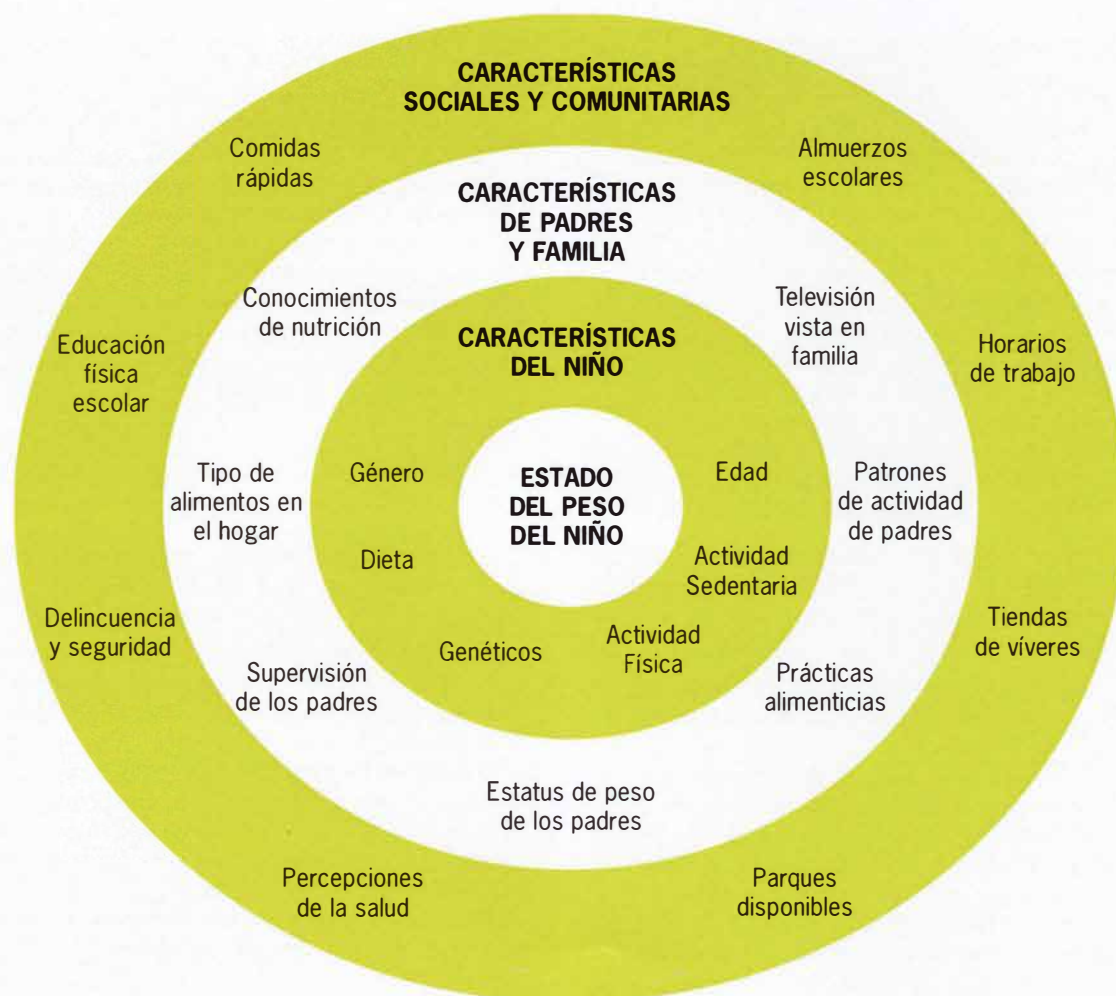 CARACTERÍSTICAS
SOCIALES Y COMUNITARIAS
Comidas
rápidas
Almuerzos
escolares
CARACTERÍSTICAS
DE PADRES
Y FAMILIA
Conocimientos
de nutrición
Televisión
vista en
familia
Educación
física
escolar
CARACTERÍSTICAS
DEL NIÑO
Horarios
de trabajo
Tipo de
alimentos en
el hogar
Género
ESTADO
DEL PESO
DEL NIÑO
Edad
Patrones
de actividad
de padres
Dieta
Actividad
Sedentaria
Delincuencia
y seguridad
Genéticos
Actividad
Física
Tiendas
de víveres
Supervisión
de los padres
Prácticas
alimenticias
Estatus de peso
de los padres
Percepciones
de la salud
Parques
disponibles